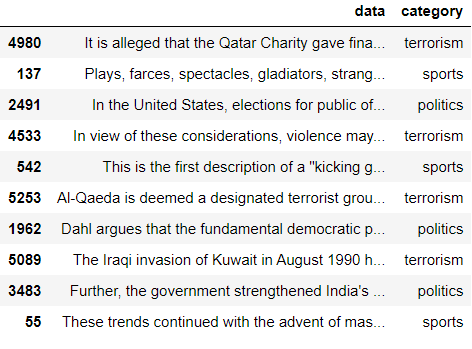 data category
4980 It is alleged that the Qatar Charity gave fina... terrorism
137 Plays, farces, spectacles, gladiators, strang... sports
2491 In the United States, elections for public of... politics
4533 In view of these considerations, violence may... terrorism
542 This is the first description of a "kicking g... sports
5253 Al-Qaeda is deemed a designated terrorist grou... terrorism
1962 Dahl argues that the fundamental democratic p... politics
5089 The Iraqi invasion of Kuwait in August 1990 h... terrorism
3483 Further, the government strengthened India's ... politics
55 These trends continued with the advent of mas... sports